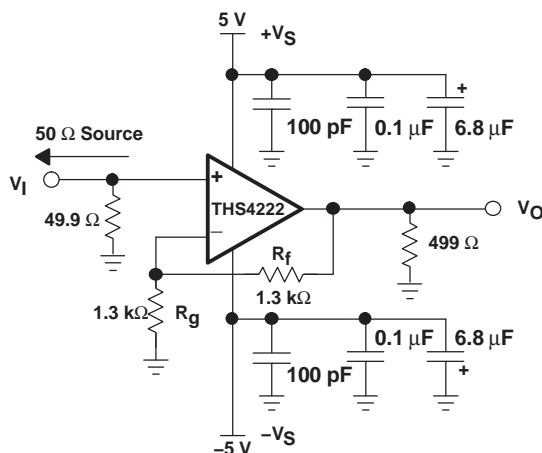 5 V
+VS
+
100 pF
0.1 µF
6.8 µF
50 Ω Source
VI
49.9 Ω
+
THS4222
−
VO
499 Ω
Rf
1.3 kΩ
1.3 kΩ
Rg
0.1 µF
6.8 µF
100 pF
+
−5 V
−VS